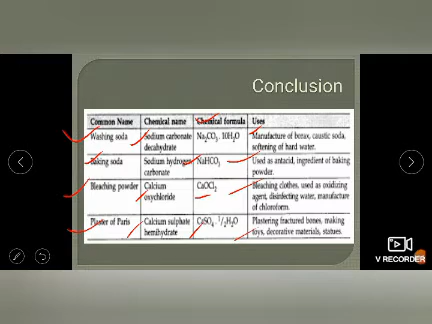 Conclusion
Common Name Chemical name Chemical formula Uses
Washing soda Sodium carbonate Na₂CO₃.10H₂O Manufacture of borax, caustic soda,
decahydrate softening of hard water.
Baking soda Sodium hydrogen NaHCO₃ Used as antacid, ingredient of baking
carbonate powder.
Bleaching powder Calcium CaOCl₂ Bleaching clothes, used as oxidizing
oxychloride agent, disinfecting water, manufacture
of chloroform.
Plaster of Paris Calcium sulphate CaSO₄.¹/₂H₂O Plastering fractured bones, making
hemihydrate toys, decorative materials, statues.
V RECORDER